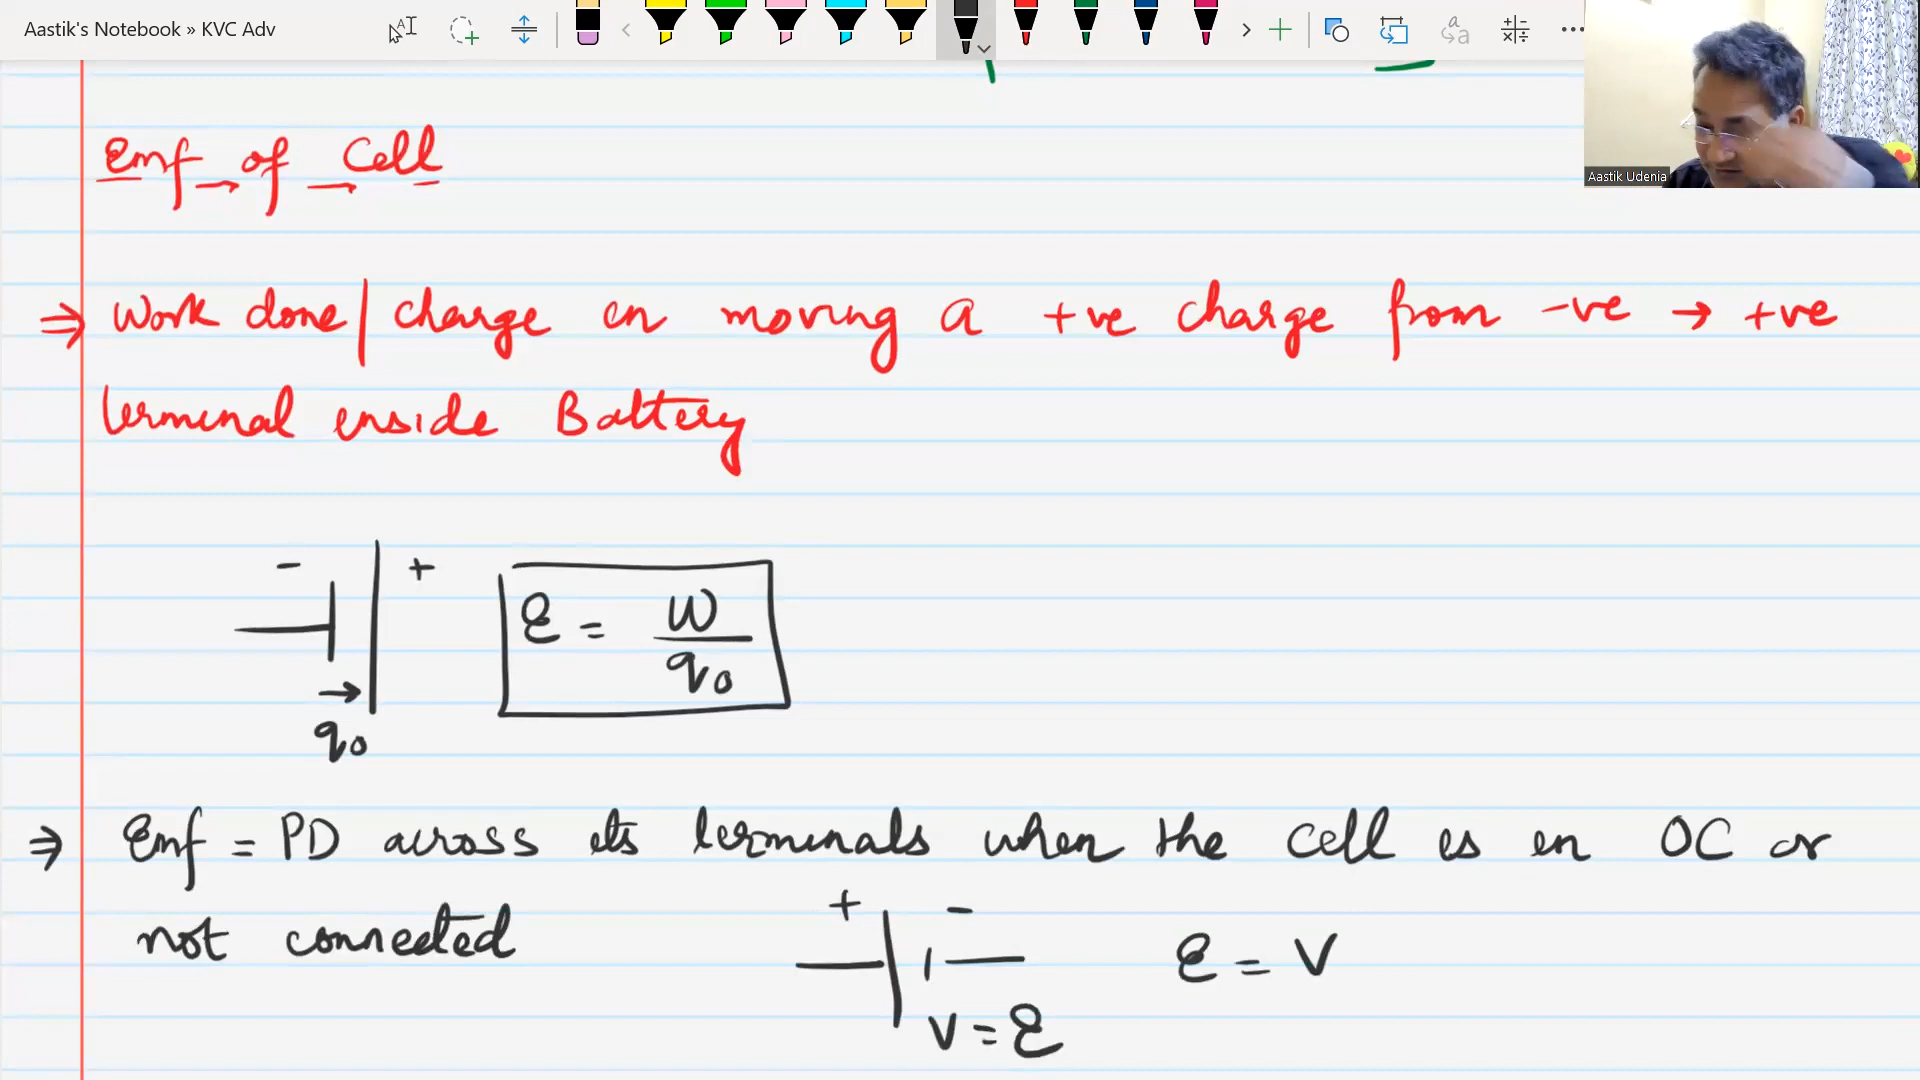 Aastik's Notebook » KVC Adv
Aastik Udenia
Emf of Cell
⇒ Work done / charge in moving a +ve charge from -ve → +ve
terminal inside Battery
- +
ε = W / q₀
→
q₀
⇒ Emf = PD across its terminals when the cell is in OC or
not connected
+ -
ε = V
V = ε